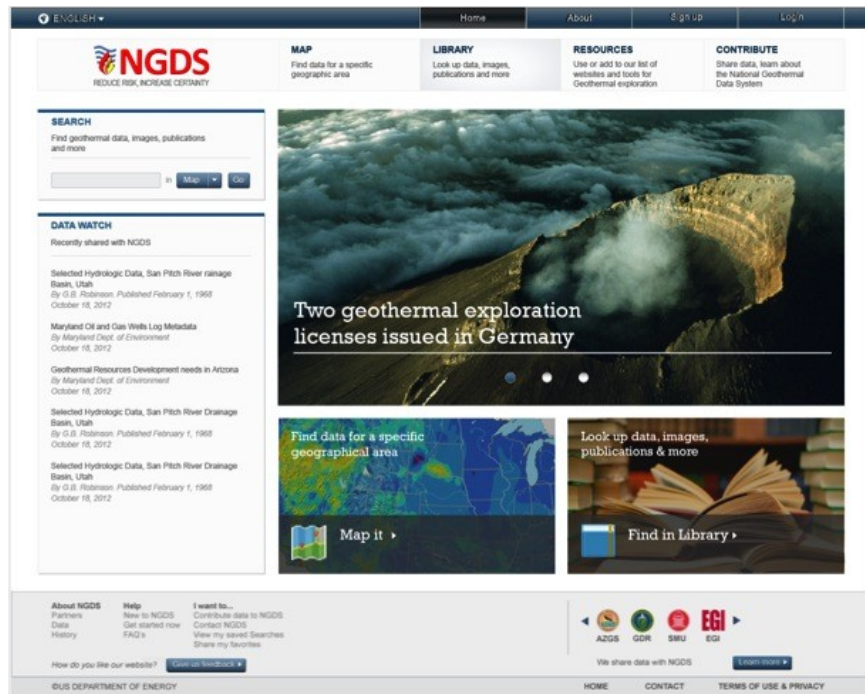 ENGLISH
Home
About
Sign up
Login
NGDS
REDUCE RISK, INCREASE CERTAINTY
MAP
Find data for a specific
geographic area
LIBRARY
Look up data, images,
publications and more
RESOURCES
Use or add to our list of
websites and tools for
Geothermal exploration
CONTRIBUTE
Share data, learn about
the National Geothermal
Data System
SEARCH
Find geothermal data, images, publications
and more
in Map Go
DATA WATCH
Recently shared with NGDS
Selected Hydrologic Data, San Pitch River rainage
Basin, Utah
By G.B. Robinson. Published February 1, 1968
October 18, 2012
Maryland Oil and Gas Wells Log Metadata
By Maryland Dept. of Environment
October 18, 2012
Geothermal Resources Development needs in Arizona
By Maryland Dept. of Environment
October 18, 2012
Selected Hydrologic Data, San Pitch River Drainage
Basin, Utah
By G.B. Robinson. Published February 1, 1968
October 18, 2012
Selected Hydrologic Data, San Pitch River Drainage
Basin, Utah
By G.B. Robinson. Published February 1, 1968
October 18, 2012
Two geothermal exploration
licenses issued in Germany
Find data for a specific
geographical area
Map it
Look up data, images,
publications & more
Find in Library
About NGDS
Partners
Data
History
Help
New to NGDS
Get started now
FAQ's
I want to...
Contribute data to NGDS
Contact NGDS
View my saved Searches
Share my favorites
How do you like our website? Give us feedback
AZGS
GDR
SMU
EGI
EGI
We share data with NGDS
Learn more
©US DEPARTMENT OF ENERGY
HOME
CONTACT
TERMS OF USE & PRIVACY